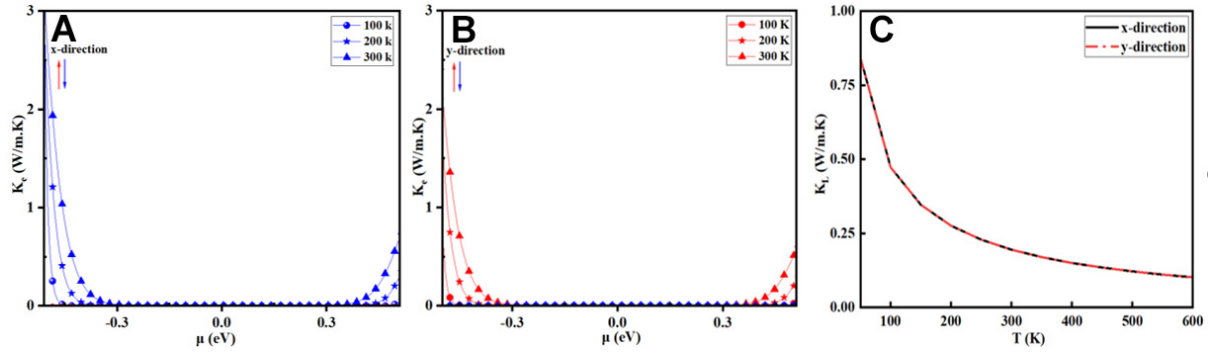 A
x-direction
100 k
200 k
300 k
3
2
1
0
-0.3
0.0
0.3
K_e (W/m.K)
μ (eV)
B
y-direction
100 K
200 K
300 K
3
2
1
0
-0.3
0.0
0.3
K_e (W/m.K)
μ (eV)
C
x-direction
y-direction
1.00
0.75
0.50
0.25
0.00
100
200
300
400
500
600
K_L (W/m.K)
T (K)